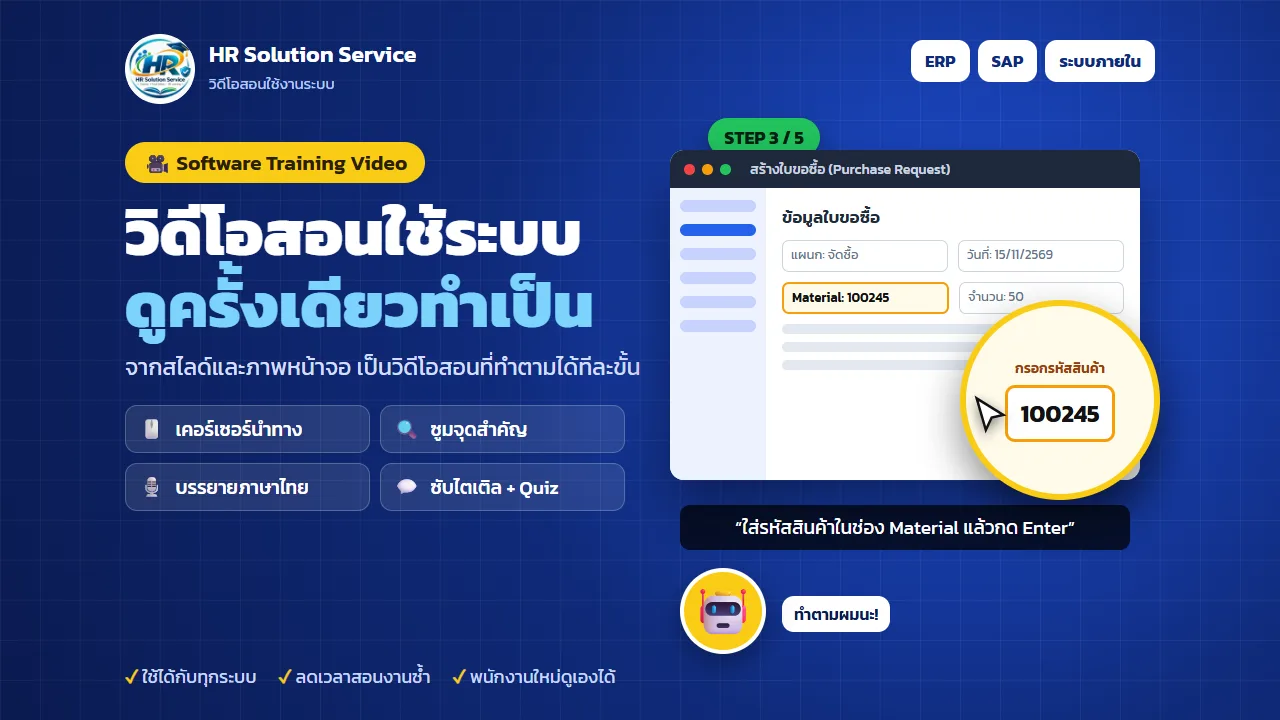 HR Solution Service
HR
HR Solution Service
วิดีโอสอนใช้งานระบบ
ERP
SAP
ระบบภายใน
Software Training Video
วิดีโอสอนใช้ระบบ
ดูครั้งเดียวทำเป็น
จากสไลด์และภาพหน้าจอ เป็นวิดีโอสอนที่ทำตามได้ทีละขั้น
เคอร์เซอร์นำทาง
ซูมจุดสำคัญ
บรรยายภาษาไทย
ซับไตเติล + Quiz
STEP 3 / 5
สร้างใบขอซื้อ (Purchase Request)
ข้อมูลใบขอซื้อ
แผนก: จัดซื้อ
วันที่: 15/11/2569
Material: 100245
จำนวน: 50
กรอกรหัสสินค้า
100245
“ใส่รหัสสินค้าในช่อง Material แล้วกด Enter”
ทำตามผมนะ!
✓ ใช้ได้กับทุกระบบ ✓ ลดเวลาสอนงานซ้ำ ✓ พนักงานใหม่ดูเองได้